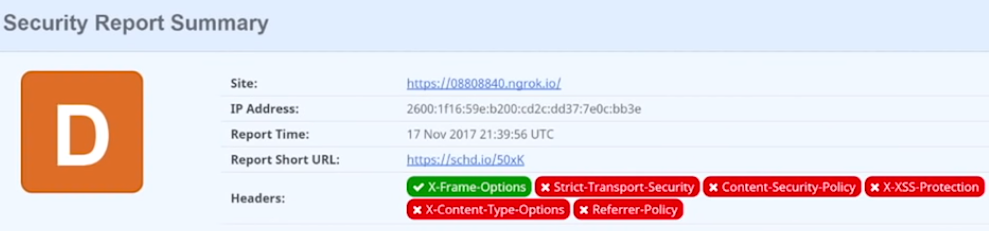 Security Report Summary
D
Site: https://08808840.ngrok.io/
IP Address: 2600:1f16:59e:b200:cd2c:dd37:7e0c:bb3e
Report Time: 17 Nov 2017 21:39:56 UTC
Report Short URL: https://schd.io/50xK
Headers: X-Frame-Options Strict-Transport-Security Content-Security-Policy X-XSS-Protection
X-Content-Type-Options Referrer-Policy